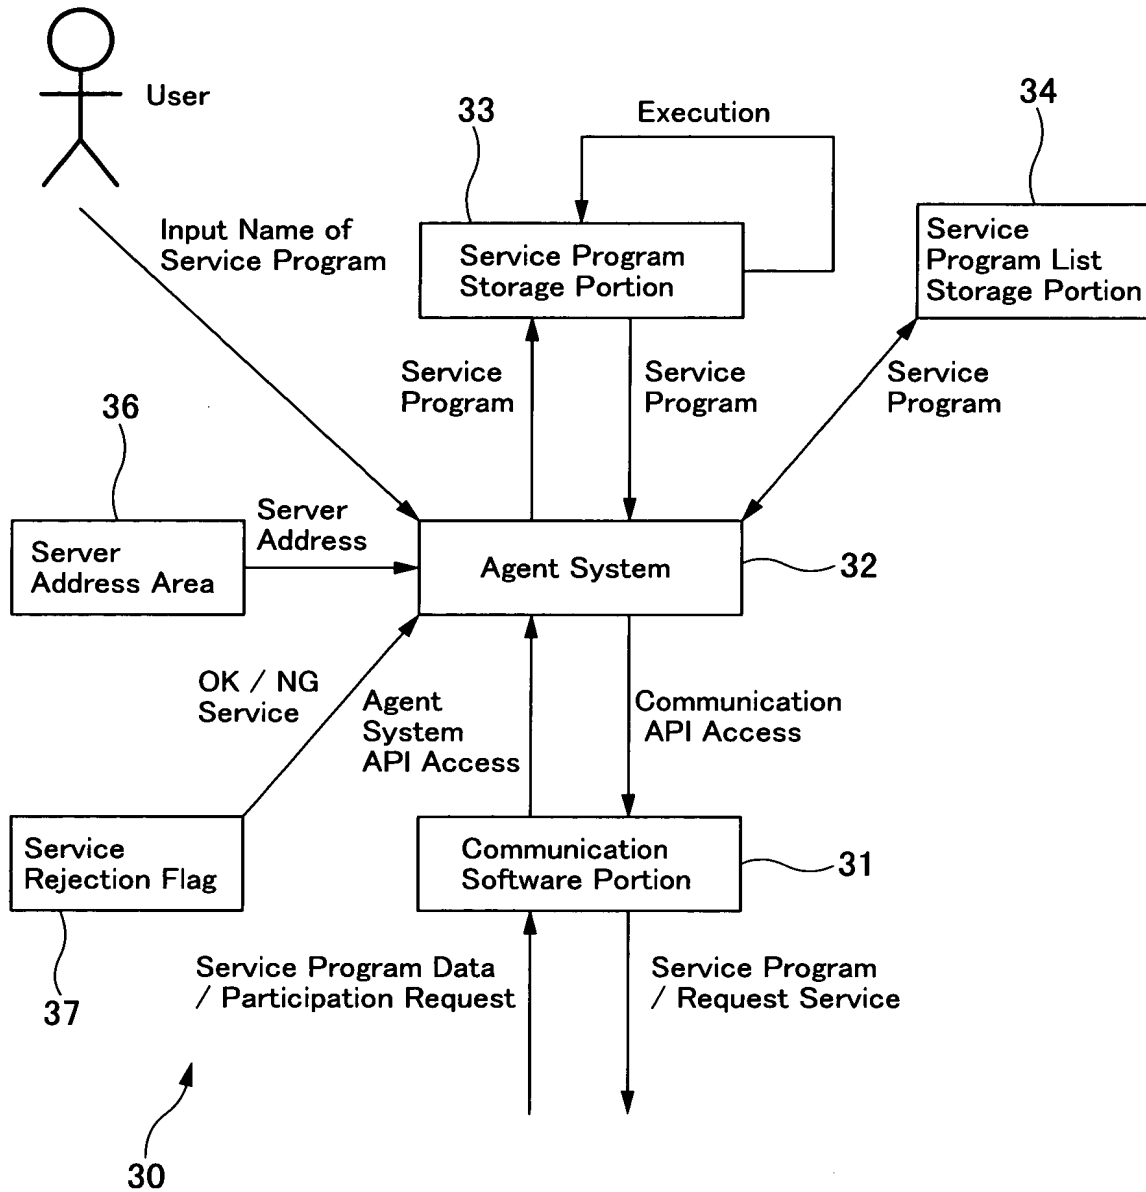 User
33
Execution
34
Input Name of
Service Program
Service Program
Storage Portion
Service
Program List
Storage Portion
Service
Program
Service
Program
Service
Program
36
Server
Address
Server
Address Area
Agent System
32
OK / NG
Service
Agent
System
API Access
Communication
API Access
Service
Rejection Flag
Communication
Software Portion
31
37
Service Program Data
/ Participation Request
Service Program
/ Request Service
30